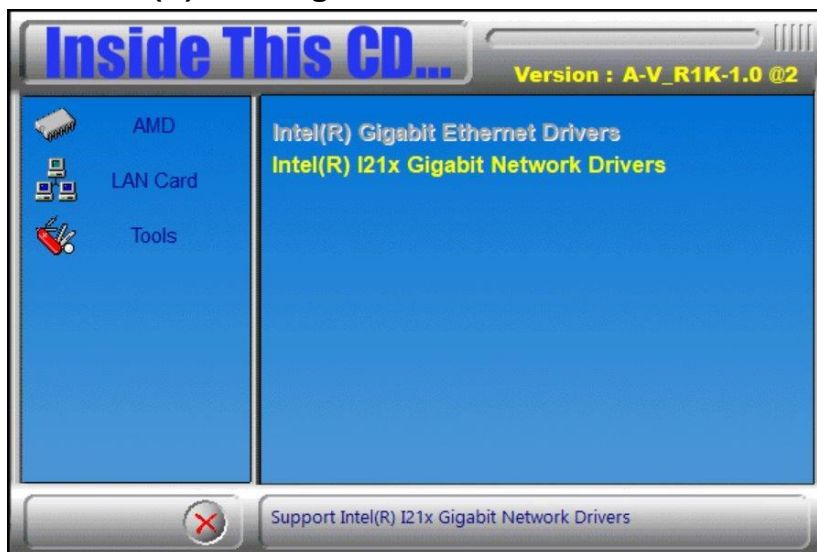 Inside This CD...
Version : A-V_R1K-1.0 @2
AMD
LAN Card
Tools
Intel(R) Gigabit Ethernet Drivers
Intel(R) I21x Gigabit Network Drivers
Support Intel(R) I21x Gigabit Network Drivers